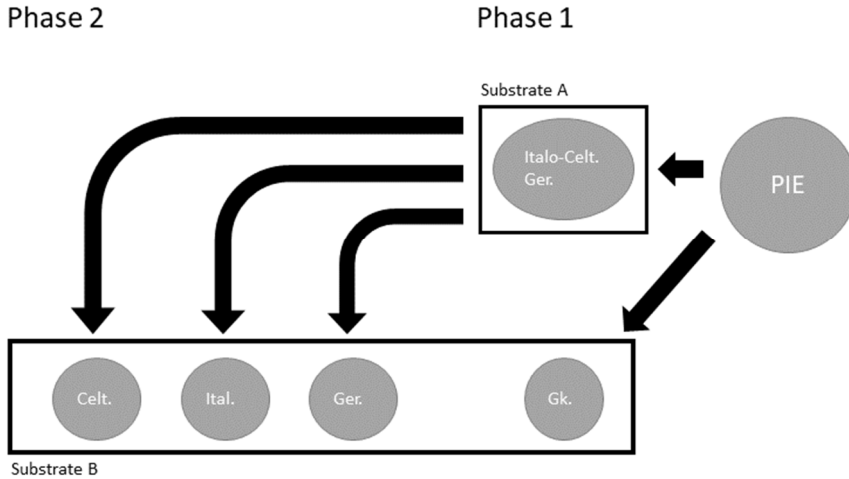 Phase 2
Phase 1
Substrate A
Italo-Celt.
Ger.
PIE
Celt.
Ital.
Ger.
Gk.
Substrate B